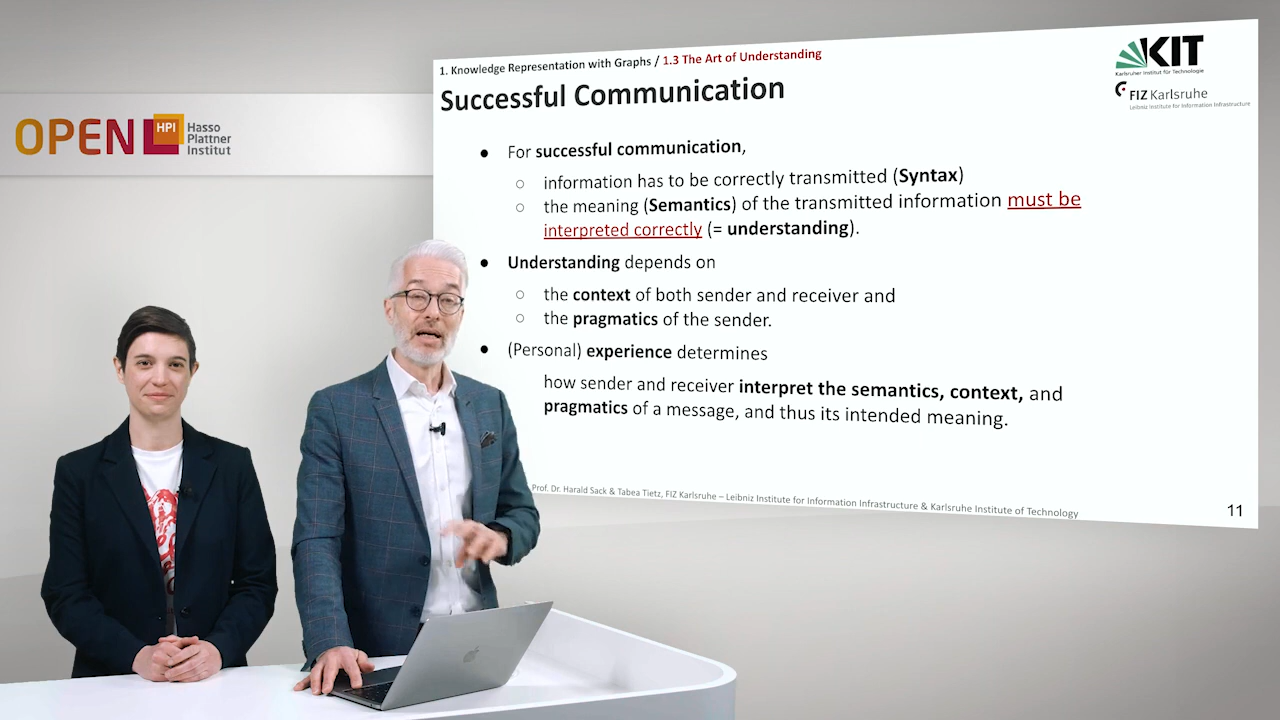 OPEN HPI Hasso
Plattner
Institut
1. Knowledge Representation with Graphs / 1.3 The Art of Understanding
Successful Communication
KIT
Karlsruher Institut für Technologie
FIZ Karlsruhe
Leibniz Institute for Information Infrastructure
● For successful communication,
○ information has to be correctly transmitted (Syntax)
○ the meaning (Semantics) of the transmitted information must be
interpreted correctly (= understanding).
● Understanding depends on
○ the context of both sender and receiver and
○ the pragmatics of the sender.
● (Personal) experience determines
how sender and receiver interpret the semantics, context, and
pragmatics of a message, and thus its intended meaning.
Prof. Dr. Harald Sack & Tabea Tietz, FIZ Karlsruhe – Leibniz Institute for Information Infrastructure & Karlsruhe Institute of Technology
11